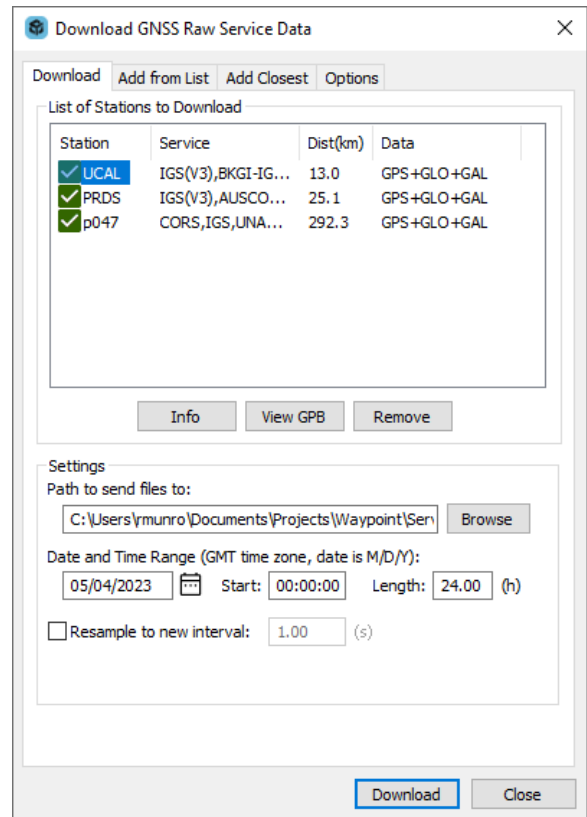 Download GNSS Raw Service Data
Download Add from List Add Closest Options
List of Stations to Download
Station Service Dist(km) Data
UCAL IGS(V3),BKGI-IG... 13.0 GPS+GLO+GAL
PRDS IGS(V3),AUSCO... 25.1 GPS+GLO+GAL
p047 CORS,IGS,UNA... 292.3 GPS+GLO+GAL
Info View GPB Remove
Settings
Path to send files to:
C:\Users\rmunro\Documents\Projects\Waypoint\Ser Browse
Date and Time Range (GMT time zone, date is M/D/Y):
05/04/2023 Start: 00:00:00 Length: 24.00 (h)
Resample to new interval: 1.00 (s)
Download Close